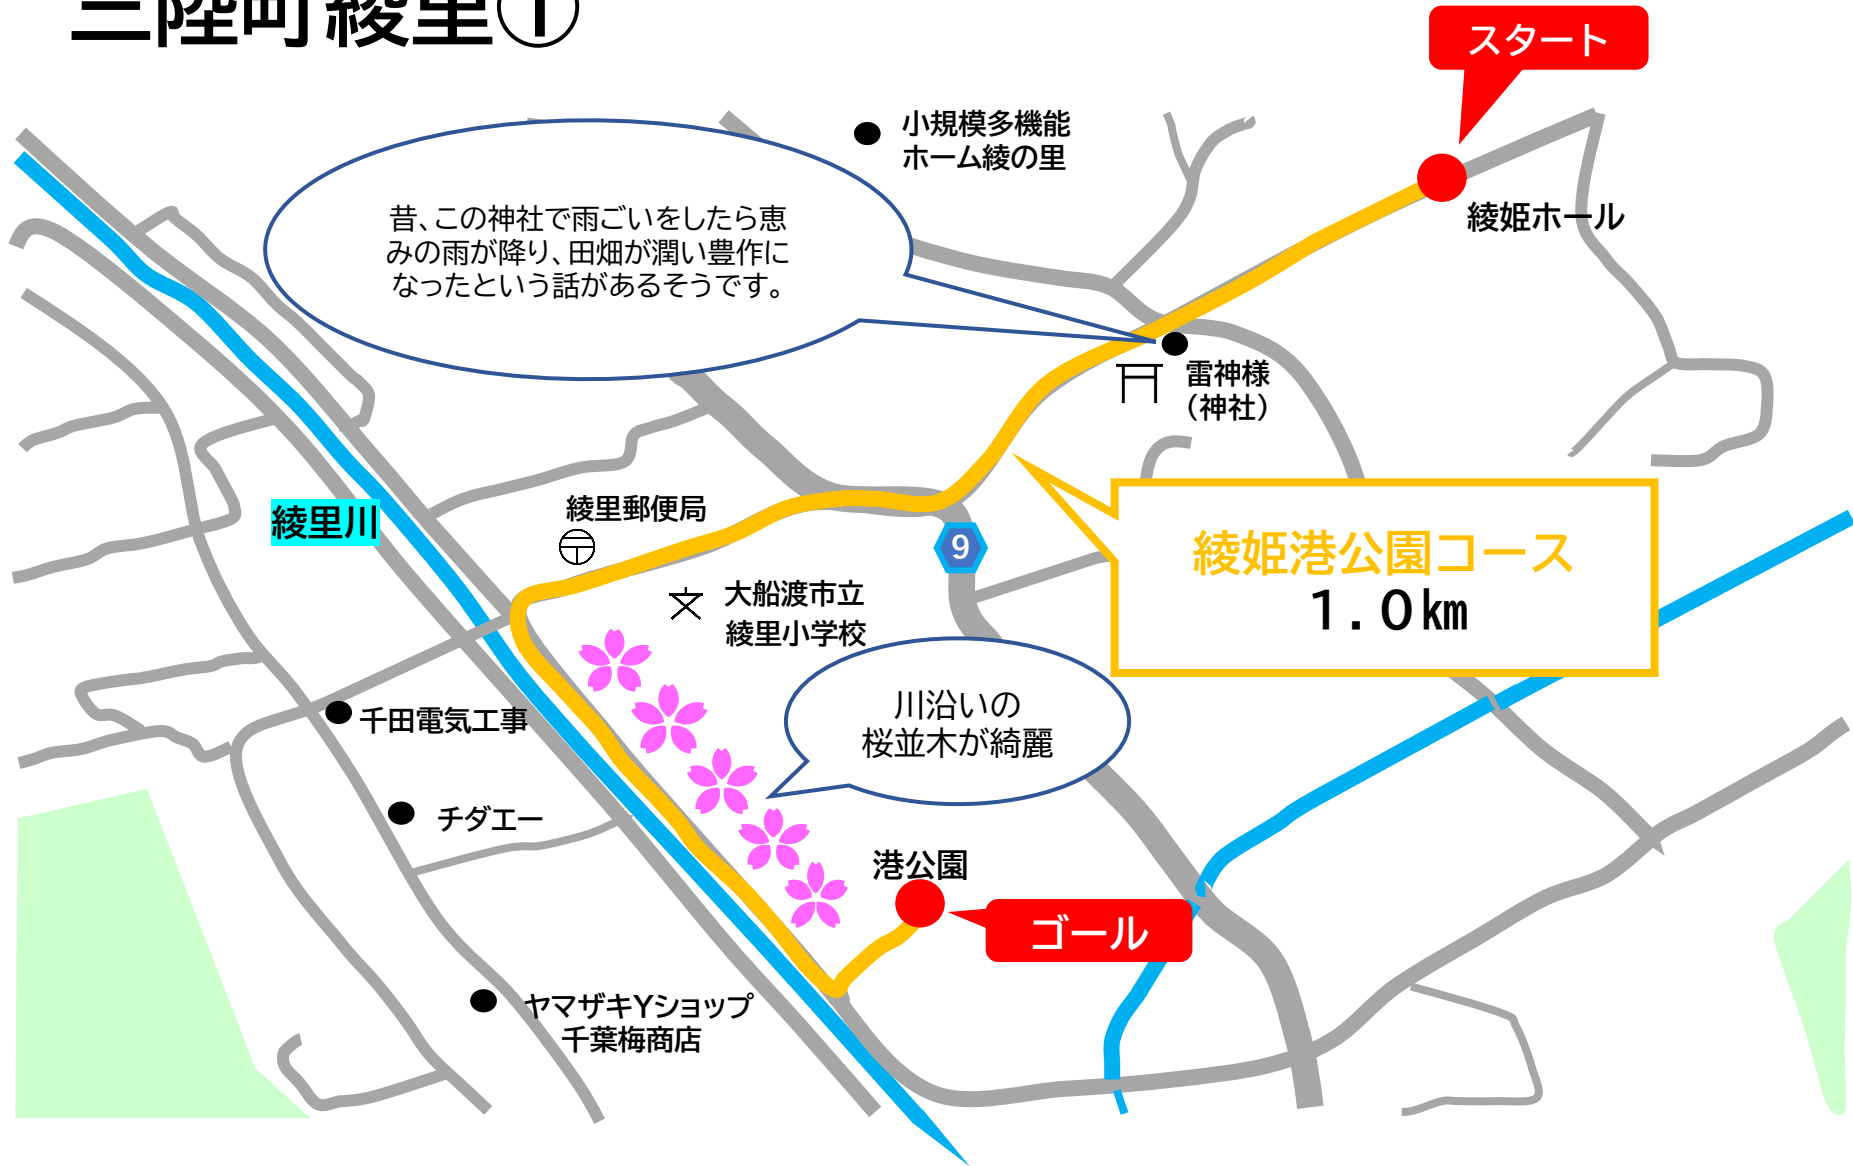 三陸町綾里①
スタート
小規模多機能
ホーム綾の里
綾姫ホール
昔、この神社で雨ごいをしたら恵
みの雨が降り、田畑が潤い豊作に
なったという話があるそうです。
雷神様
（神社）
綾里川
綾里郵便局
9
綾姫港公園コース
１．０㎞
大船渡市立
綾里小学校
川沿いの
桜並木が綺麗
千田電気工事
チダエー
港公園
ゴール
ヤマザキYショップ
千葉梅商店